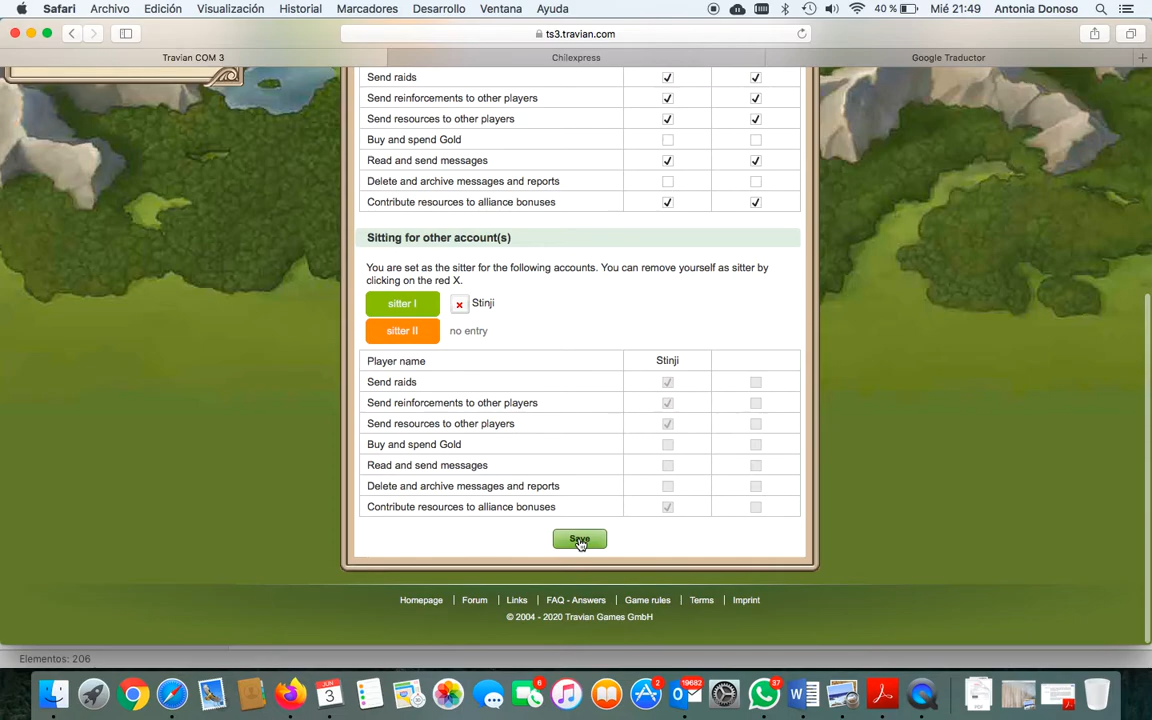 Safari Archivo Edición Visualización Historial Marcadores Desarrollo Ventana Ayuda 40 % Mié 21:49 Antonia Donoso
ts3.travian.com
Travian COM 3 Chilexpress Google Traductor
Send raids
Send reinforcements to other players
Send resources to other players
Buy and spend Gold
Read and send messages
Delete and archive messages and reports
Contribute resources to alliance bonuses
Sitting for other account(s)
You are set as the sitter for the following accounts. You can remove yourself as sitter by
clicking on the red X.
sitter I Stinji
sitter II no entry
Player name Stinji
Send raids
Send reinforcements to other players
Send resources to other players
Buy and spend Gold
Read and send messages
Delete and archive messages and reports
Contribute resources to alliance bonuses
Save
Homepage | Forum | Links | FAQ - Answers | Game rules | Terms | Imprint
© 2004 - 2020 Travian Games GmbH
Elementos: 206
3 6 2 19682 37